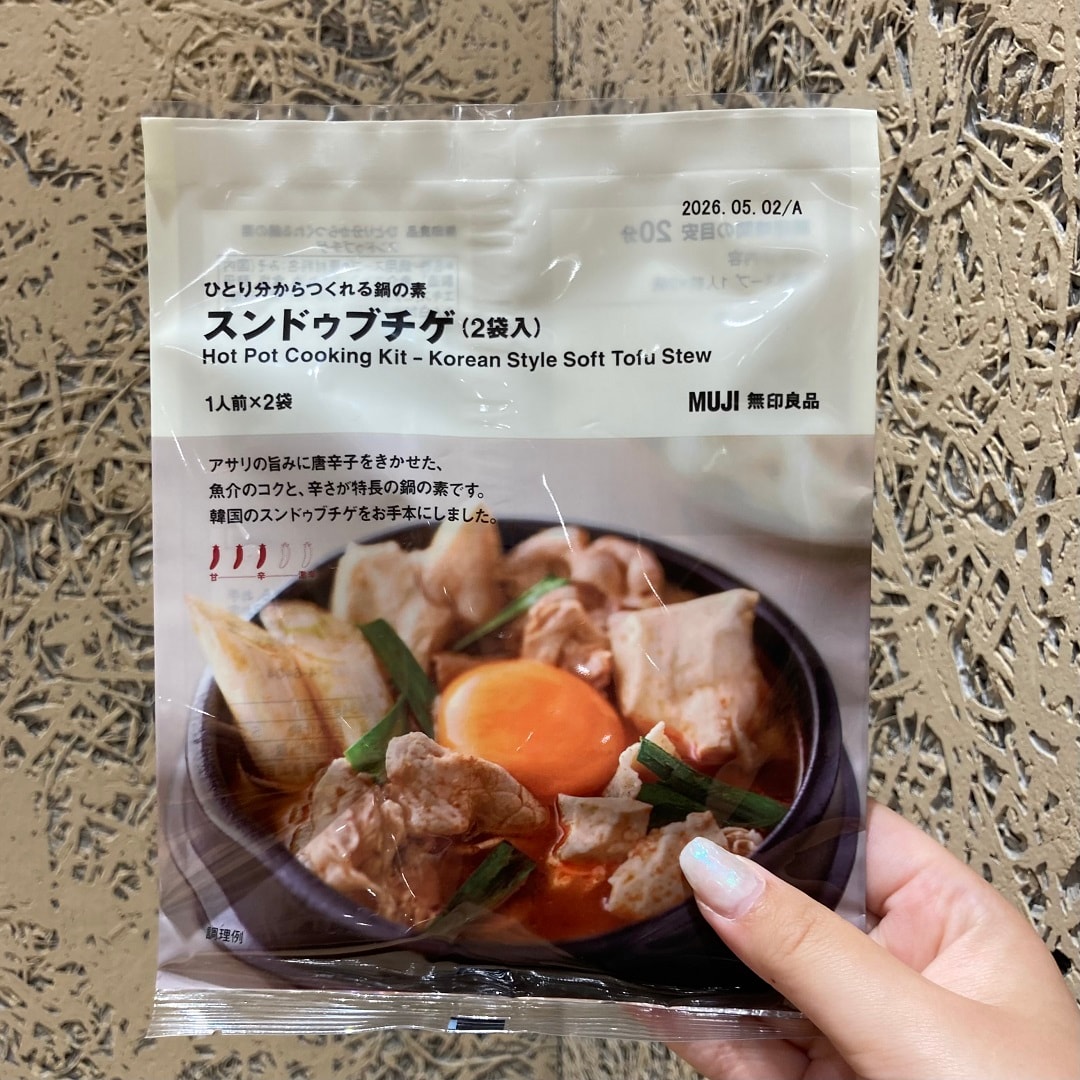 2026.05.02/A
ひとり分からつくれる鍋の素
スンドゥブチゲ(2袋入)
Hot Pot Cooking Kit – Korean Style Soft Tofu Stew
1人前×2袋
MUJI 無印良品
アサリの旨みに唐辛子をきかせた、
魚介のコクと、辛さが特長の鍋の素です。
韓国のスンドゥブチゲをお手本にしました。
甘 辛
調理例